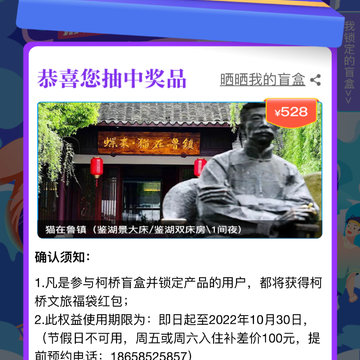 恭喜您抽中奖品
晒晒我的盲盒
我锁定的盲盒>>
¥528
猫在鲁镇
猫在鲁镇（鉴湖景大床/鉴湖双床房\1间夜）
确认须知：
1.凡是参与柯桥盲盒并锁定产品的用户，都将获得柯
桥文旅福袋红包；
2.此权益使用期限为：即日起至2022年10月30日，
（节假日不可用，周五或周六入住补差价100元，提
前预约电话：18658525857）